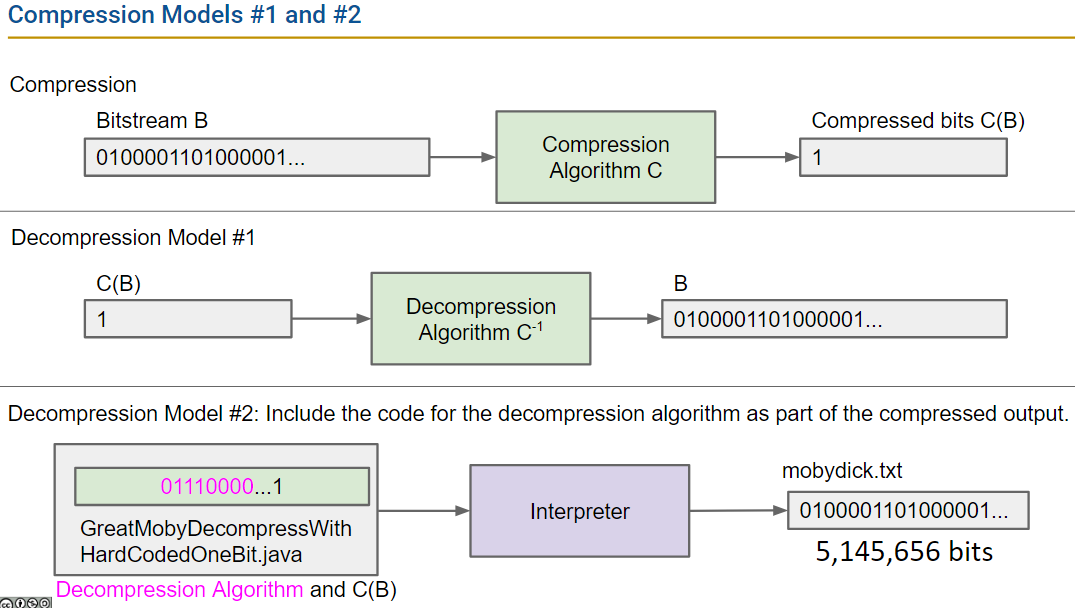 Compression Models #1 and #2
Compression
Bitstream B
0100001101000001...
Compression
Algorithm C
Compressed bits C(B)
1
Decompression Model #1
C(B)
1
Decompression
Algorithm C-1
B
0100001101000001...
Decompression Model #2: Include the code for the decompression algorithm as part of the compressed output.
01110000...1
GreatMobyDecompressWith
HardCodedOneBit.java
Decompression Algorithm and C(B)
Interpreter
mobydick.txt
0100001101000001...
5,145,656 bits